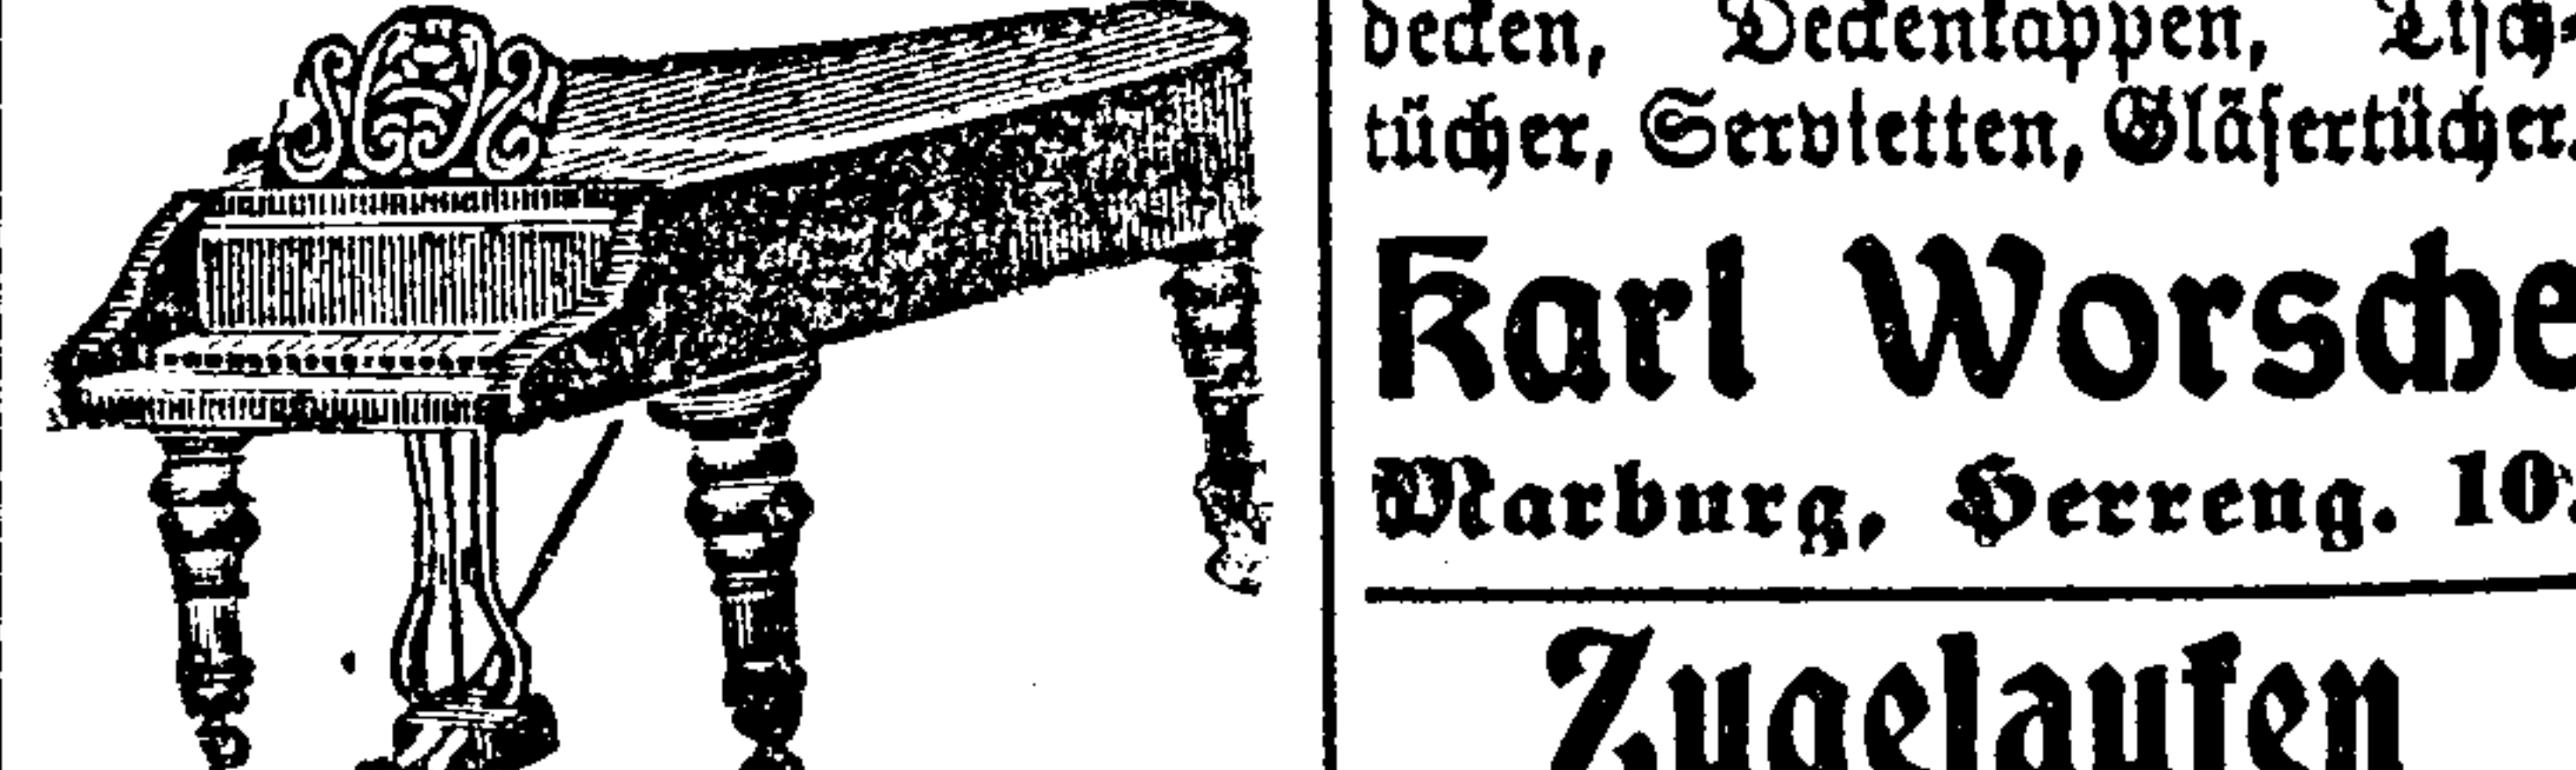 decken, Deckenkappen, Tisch-
tücher, Servietten, Gläsertücher.
Karl Worsche
Marburg, Herreng. 10.
Zugelaufen